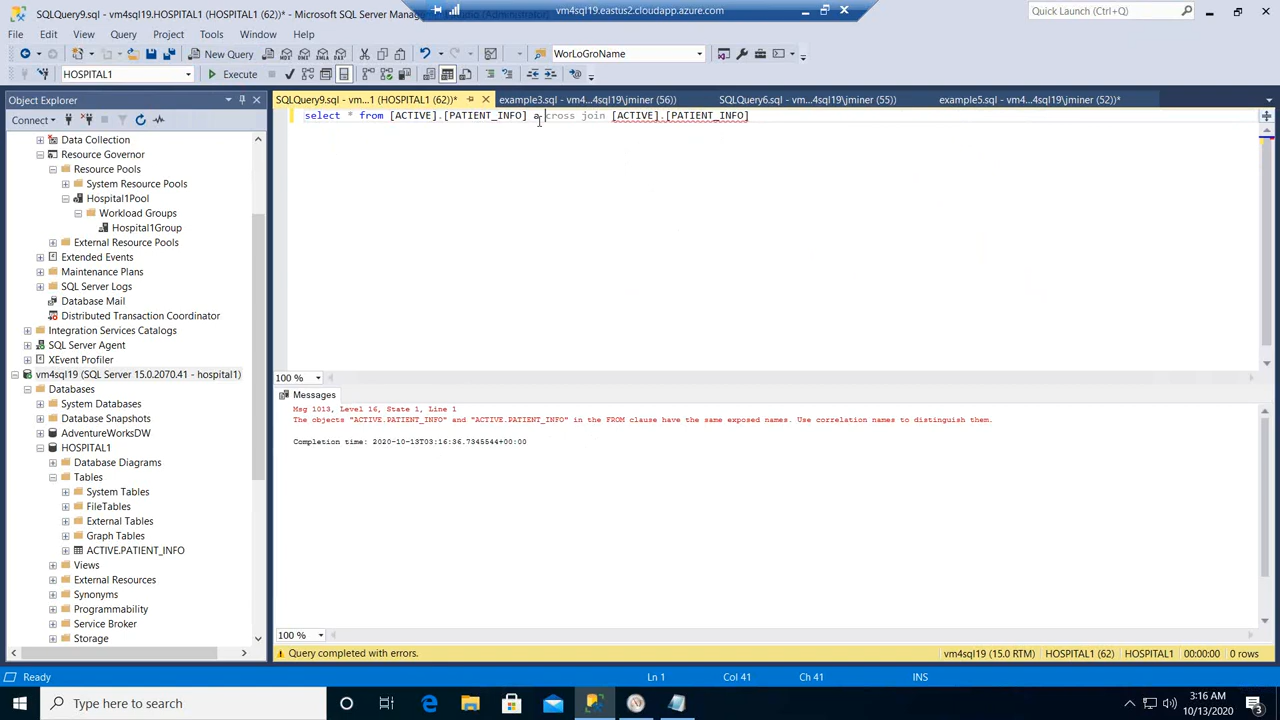 SQLQuery9.sql - vm4sql19.HOSPITAL1 (HOSPITAL1 (62))* - Microsoft SQL Server Mana
vm4sql19.eastus2.cloudapp.azure.com
Quick Launch (Ctrl+Q)
File Edit View Query Project Tools Window Help
New Query
WorLoGroName
HOSPITAL1
Execute
Object Explorer
SQLQuery9.sql - vm...1 (HOSPITAL1 (62))*
example3.sql - vm4...4sql19\jminer (56))
SQLQuery6.sql - vm...4sql19\jminer (55))
example5.sql - vm4...4sql19\jminer (52))*
select * from [ACTIVE].[PATIENT_INFO] a cross join [ACTIVE].[PATIENT_INFO]
Connect
Data Collection
Resource Governor
Resource Pools
System Resource Pools
Hospital1Pool
Workload Groups
Hospital1Group
External Resource Pools
Extended Events
Maintenance Plans
SQL Server Logs
Database Mail
Distributed Transaction Coordinator
Integration Services Catalogs
SQL Server Agent
XEvent Profiler
vm4sql19 (SQL Server 15.0.2070.41 - hospital1)
Databases
System Databases
Database Snapshots
AdventureWorksDW
HOSPITAL1
Database Diagrams
Tables
System Tables
FileTables
External Tables
Graph Tables
ACTIVE.PATIENT_INFO
Views
External Resources
Synonyms
Programmability
Service Broker
Storage
100 %
Messages
Msg 1013, Level 16, State 1, Line 1
The objects "ACTIVE.PATIENT_INFO" and "ACTIVE.PATIENT_INFO" in the FROM clause have the same exposed names. Use correlation names to distinguish them.
Completion time: 2020-10-13T03:16:36.7345544+00:00
100 %
Query completed with errors.
vm4sql19 (15.0 RTM) HOSPITAL1 (62) HOSPITAL1 00:00:00 0 rows
Ready
Ln 1 Col 41 Ch 41 INS
Type here to search
3:16 AM
10/13/2020
3